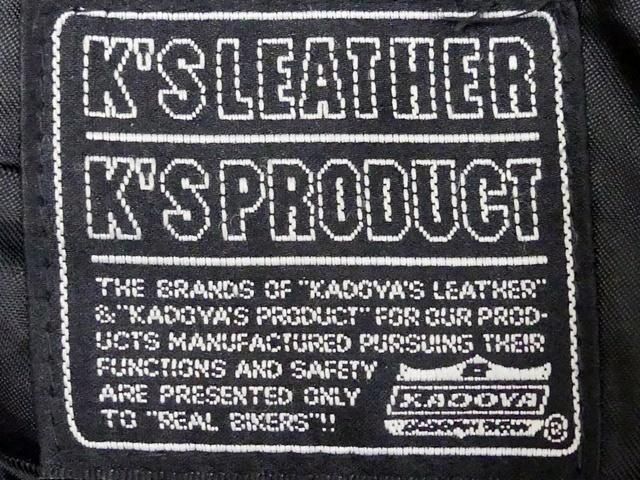 K'S LEATHER
K'S PRODUCT
THE BRANDS OF "KADOYA'S LEATHER"
&"KADOYA'S PRODUCT" FOR OUR PROD-
UCTS MANUFACTURED PURSUING THEIR
FUNCTIONS AND SAFETY
ARE PRESENTED ONLY
TO "REAL BIKERS"!!
KADOYA
®